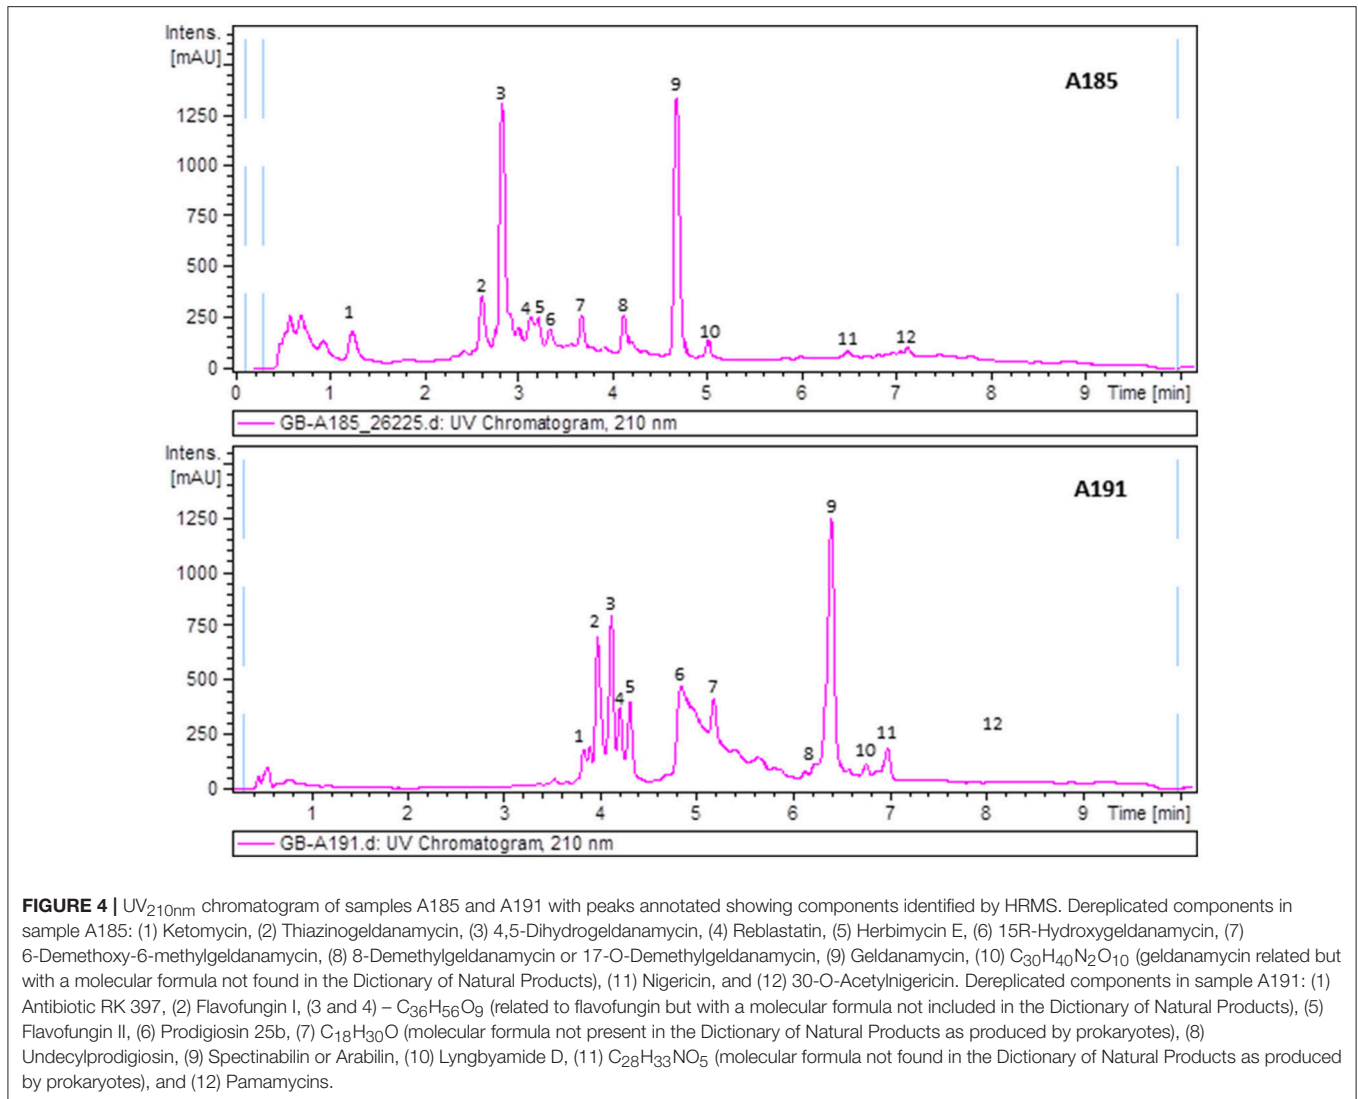 Intens.
[mAU]
A185
1250
1000
750
500
250
0
1 2 3 4 5 6 7 8 9 10 11 12
0 1 2 3 4 5 6 7 8 9 Time [min]
GB-A185_26225.d: UV Chromatogram, 210 nm
Intens.
[mAU]
A191
1250
1000
750
500
250
0
1 2 3 4 5 6 7 8 9 10 11 12
1 2 3 4 5 6 7 8 9 Time [min]
GB-A191.d: UV Chromatogram, 210 nm
FIGURE 4 | UV210nm chromatogram of samples A185 and A191 with peaks annotated showing components identified by HRMS. Dereplicated components in
sample A185: (1) Ketomycin, (2) Thiazinogeldanamycin, (3) 4,5-Dihydrogeldanamycin, (4) Reblastatin, (5) Herbimycin E, (6) 15R-Hydroxygeldanamycin, (7)
6-Demethoxy-6-methylgeldanamycin, (8) 8-Demethylgeldanamycin or 17-O-Demethylgeldanamycin, (9) Geldanamycin, (10) C30H40N2O10 (geldanamycin related but
with a molecular formula not found in the Dictionary of Natural Products), (11) Nigericin, and (12) 30-O-Acetylnigericin. Dereplicated components in sample A191: (1)
Antibiotic RK 397, (2) Flavofungin I, (3 and 4) – C36H56O9 (related to flavofungin but with a molecular formula not included in the Dictionary of Natural Products), (5)
Flavofungin II, (6) Prodigiosin 25b, (7) C18H30O (molecular formula not present in the Dictionary of Natural Products as produced by prokaryotes), (8)
Undecylprodigiosin, (9) Spectinabilin or Arabilin, (10) Lyngbyamide D, (11) C28H33NO5 (molecular formula not found in the Dictionary of Natural Products as produced
by prokaryotes), and (12) Pamamycins.